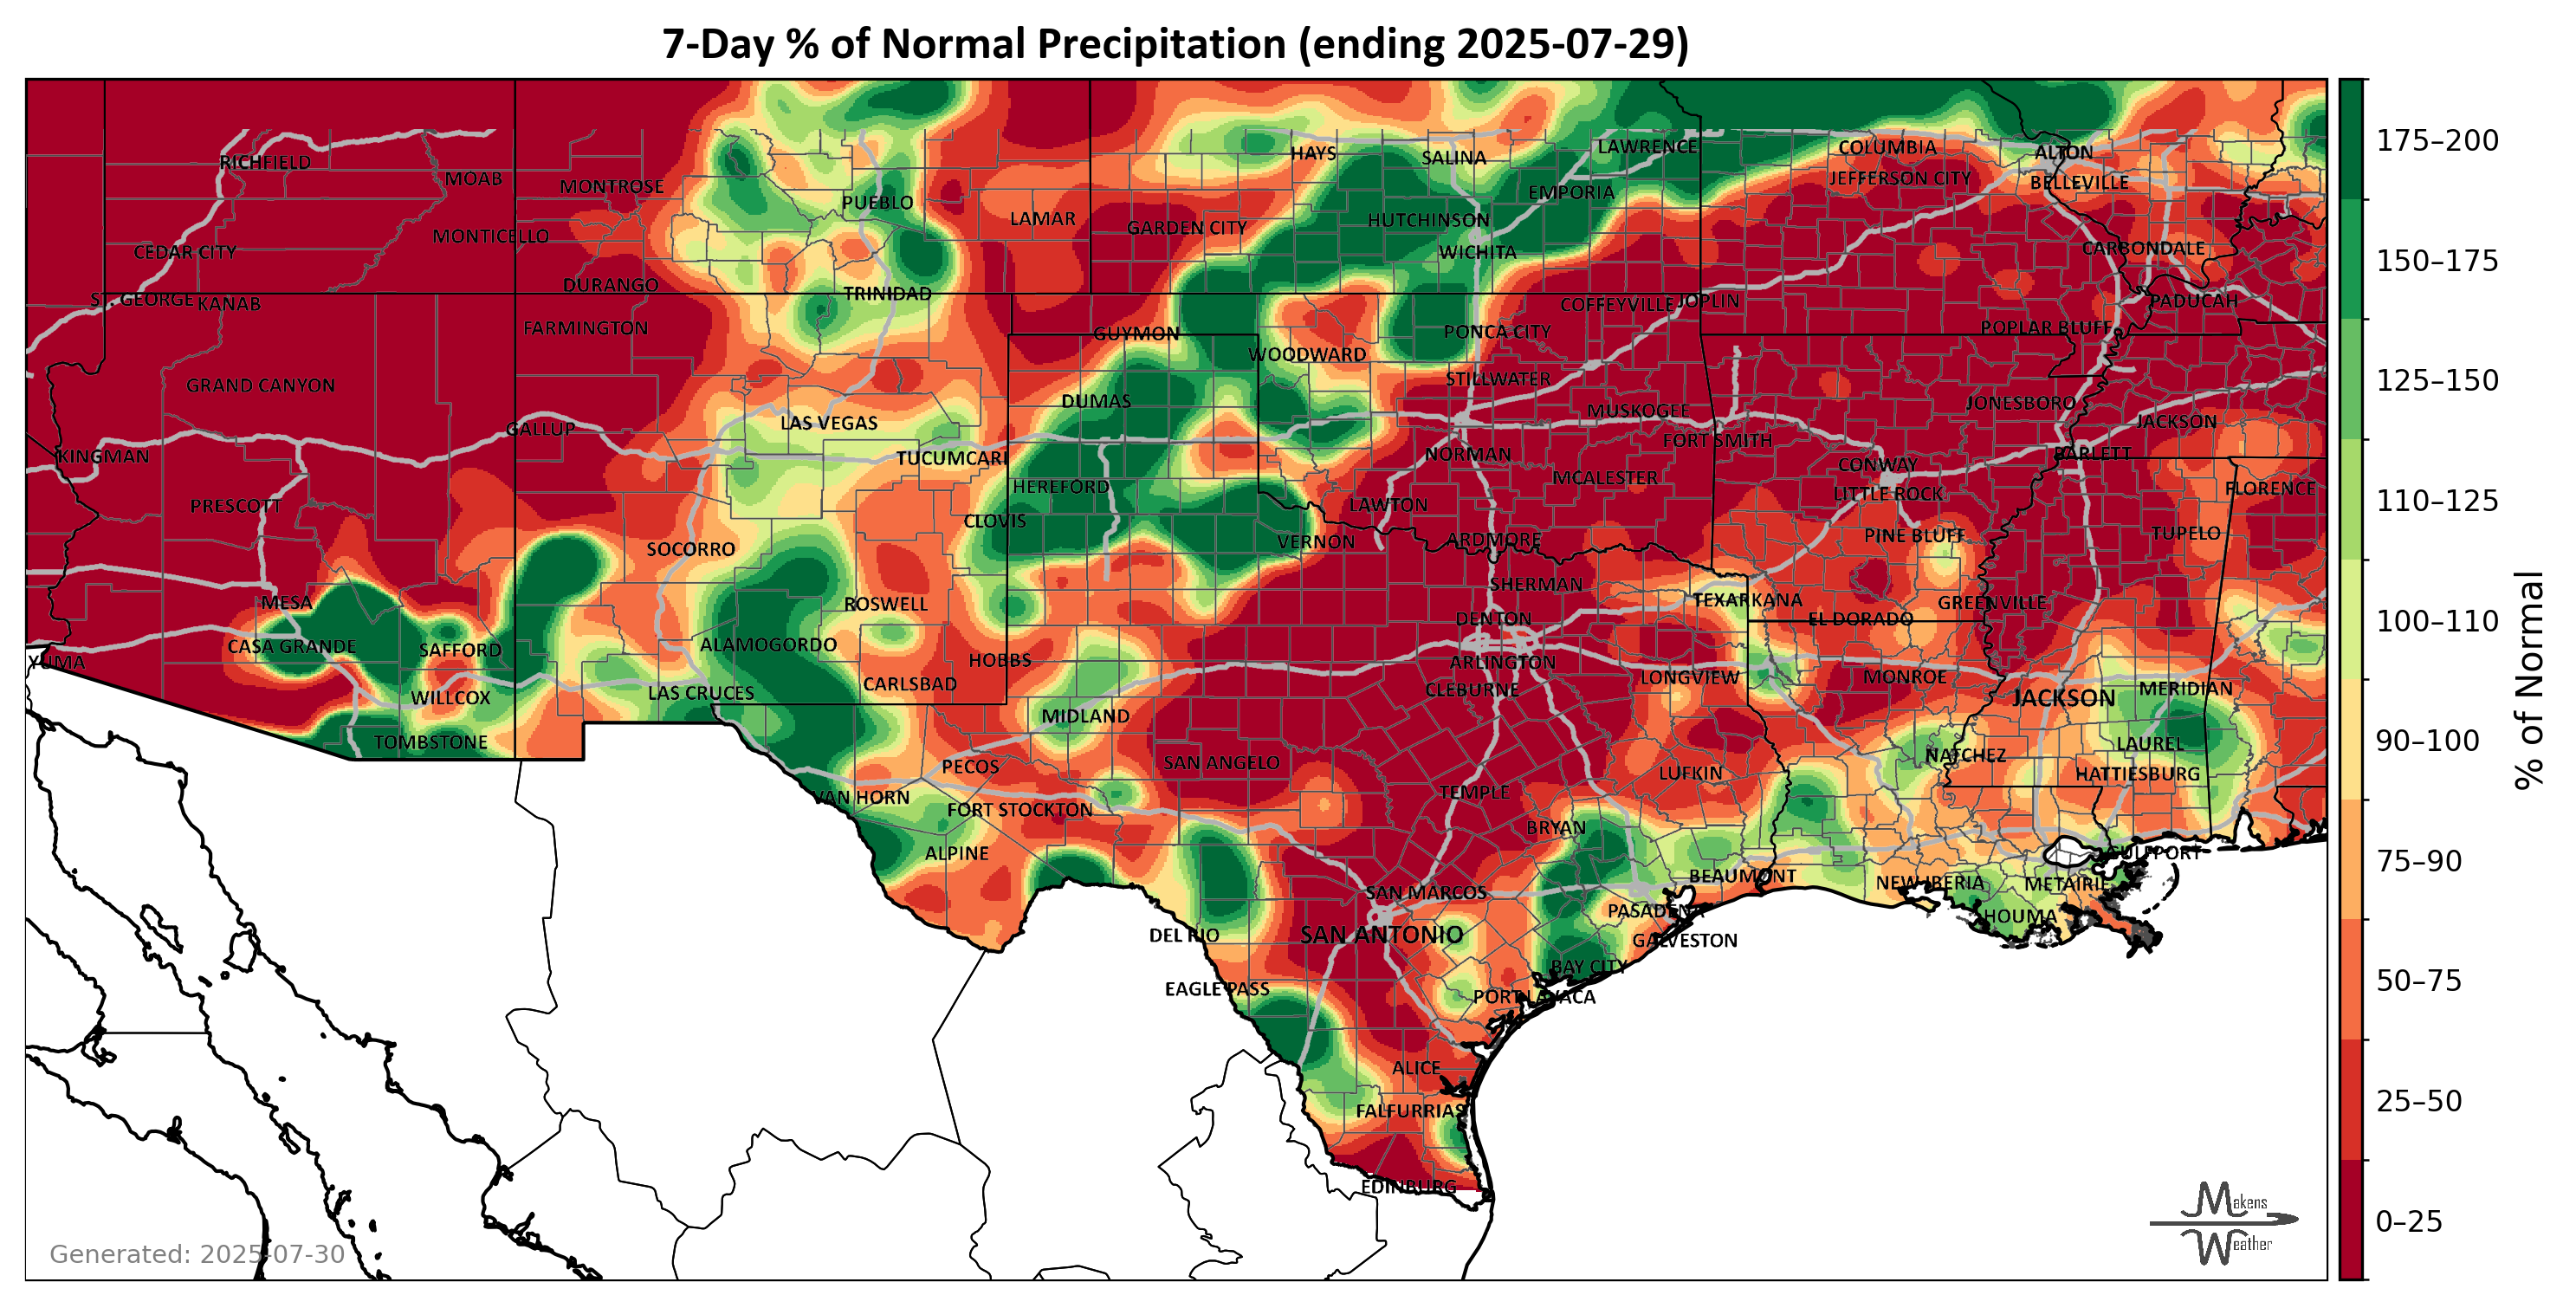 7-Day % of Normal Precipitation (ending 2025-07-29)
RICHFIELD
MOAB
MONTROSE
PUEBLO
LAMAR
HAYS
SALINA
LAWRENCE
COLUMBIA
ALTON
JEFFERSON CITY
BELLEVILLE
EMPORIA
HUTCHINSON
GARDEN CITY
WICHITA
CEDAR CITY
MONTICELLO
CARBONDALE
DURANGO
TRINIDAD
ST. GEORGE
KANAB
COFFEYVILLE
JOPLIN
PADUCAH
FARMINGTON
GUYMON
PONCA CITY
POPLAR BLUFF
WOODWARD
GRAND CANYON
STILLWATER
DUMAS
MUSKOGEE
JONESBORO
JACKSON
LAS VEGAS
GALLUP
FORT SMITH
KINGMAN
TUCUMCARI
NORMAN
CONWAY
BARLETT
HEREFORD
MCALESTER
LITTLE ROCK
FLORENCE
PRESCOTT
LAWTON
CLOVIS
PINE BLUFF
TUPELO
SOCORRO
VERNON
ARDMORE
SHERMAN
MESA
ROSWELL
TEXARKANA
GREENVILLE
DENTON
EL DORADO
CASA GRANDE
SAFFORD
ALAMOGORDO
HOBBS
ARLINGTON
YUMA
CARLSBAD
CLEBURNE
LONGVIEW
MONROE
WILLCOX
LAS CRUCES
JACKSON
MERIDIAN
MIDLAND
TOMBSTONE
LAUREL
NATCHEZ
PECOS
SAN ANGELO
LUFKIN
HATTIESBURG
VAN HORN
FORT STOCKTON
TEMPLE
BRYAN
ALPINE
GULFPORT
BEAUMONT
NEW IBERIA
METAIRIE
SAN MARCOS
PASADENA
HOUMA
DEL RIO
SAN ANTONIO
GALVESTON
BAY CITY
EAGLE PASS
PORT LAVACA
ALICE
FALFURRIAS
EDINBURG
175–200
150–175
125–150
110–125
100–110
90–100
75–90
50–75
25–50
0–25
% of Normal
Generated: 2025-07-30
Makens
Weather